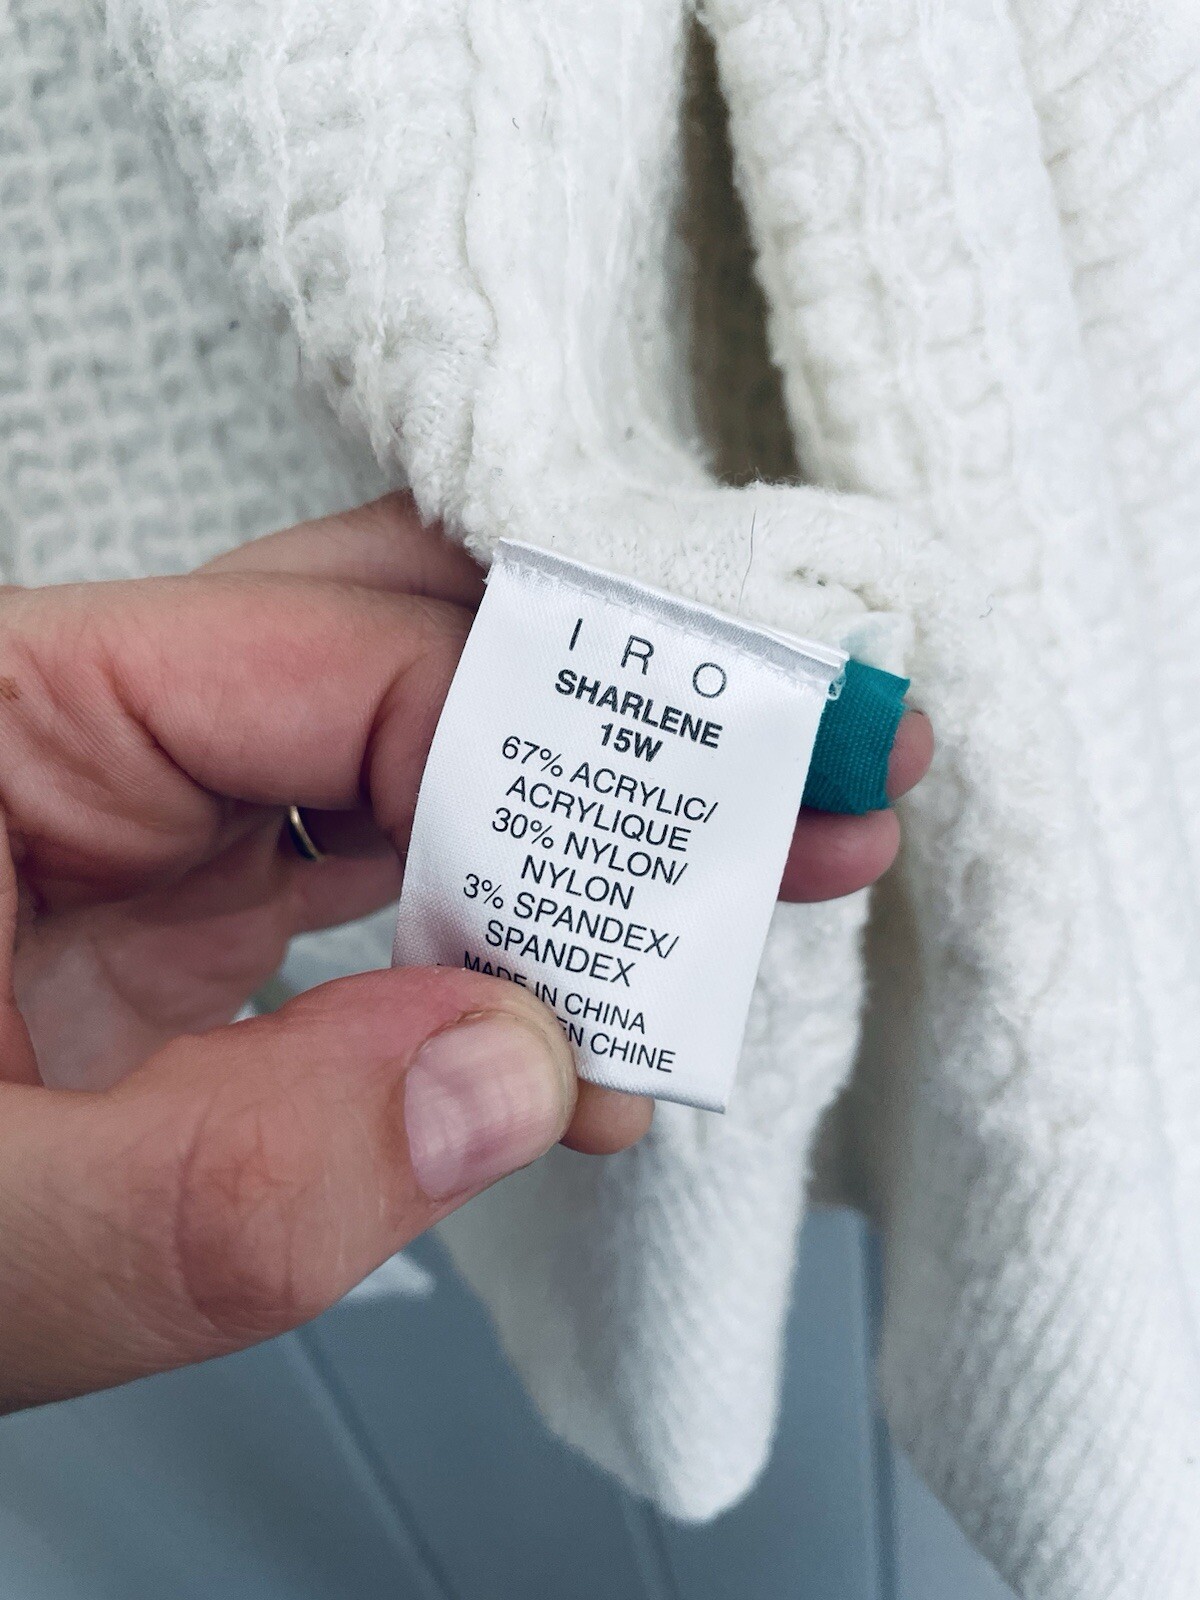 I R O
SHARLENE
15W
67% ACRYLIC/
ACRYLIQUE
30% NYLON/
NYLON
3% SPANDEX/
SPANDEX
MADE IN CHINA
EN CHINE